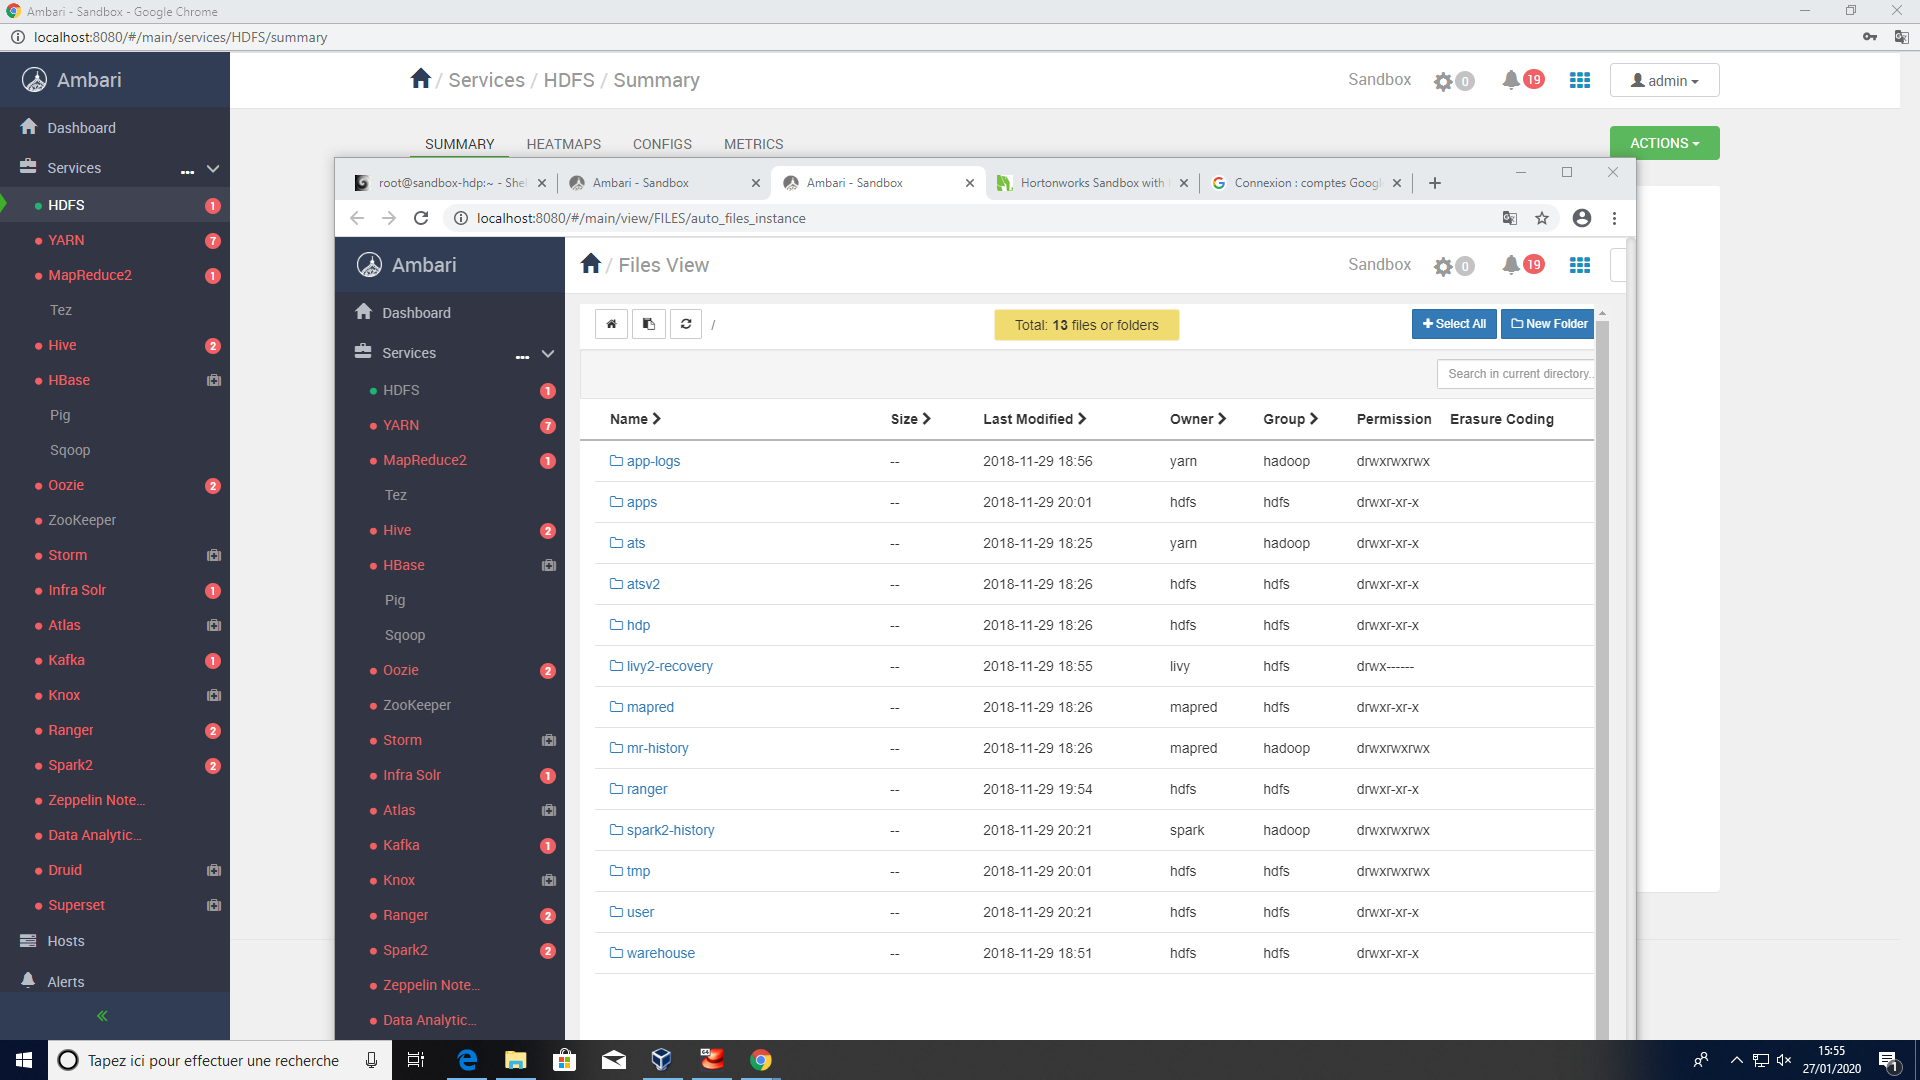 Ambari - Sandbox - Google Chrome
localhost:8080/#/main/services/HDFS/summary
Ambari
/ Services / HDFS / Summary
Sandbox 0 19 admin
Dashboard
Services ...
HDFS 1
YARN 7
MapReduce2 1
Tez
Hive 2
HBase
Pig
Sqoop
Oozie 2
ZooKeeper
Storm
Infra Solr 1
Atlas
Kafka 1
Knox
Ranger 2
Spark2 2
Zeppelin Note...
Data Analytic...
Druid
Superset
Hosts
Alerts
SUMMARY HEATMAPS CONFIGS METRICS
ACTIONS
root@sandbox-hdp:~ - She Ambari - Sandbox Ambari - Sandbox Hortonworks Sandbox with Connexion : comptes Googl
localhost:8080/#/main/view/FILES/auto_files_instance
Ambari
/ Files View
Sandbox 0 19
Dashboard
Services ...
HDFS 1
YARN 7
MapReduce2 1
Tez
Hive 2
HBase
Pig
Sqoop
Oozie 2
ZooKeeper
Storm
Infra Solr 1
Atlas
Kafka 1
Knox
Ranger 2
Spark2 2
Zeppelin Note...
Data Analytic...
/ Total: 13 files or folders Select All New Folder
Search in current directory..
Name Size Last Modified Owner Group Permission Erasure Coding
app-logs -- 2018-11-29 18:56 yarn hadoop drwxrwxrwx
apps -- 2018-11-29 20:01 hdfs hdfs drwxr-xr-x
ats -- 2018-11-29 18:25 yarn hadoop drwxr-xr-x
atsv2 -- 2018-11-29 18:26 hdfs hdfs drwxr-xr-x
hdp -- 2018-11-29 18:26 hdfs hdfs drwxr-xr-x
livy2-recovery -- 2018-11-29 18:55 livy hdfs drwx------
mapred -- 2018-11-29 18:26 mapred hdfs drwxr-xr-x
mr-history -- 2018-11-29 18:26 mapred hadoop drwxrwxrwx
ranger -- 2018-11-29 19:54 hdfs hdfs drwxr-xr-x
spark2-history -- 2018-11-29 20:21 spark hadoop drwxrwxrwx
tmp -- 2018-11-29 20:01 hdfs hdfs drwxrwxrwx
user -- 2018-11-29 20:21 hdfs hdfs drwxr-xr-x
warehouse -- 2018-11-29 18:51 hdfs hdfs drwxr-xr-x
Tapez ici pour effectuer une recherche
15:55
27/01/2020
1